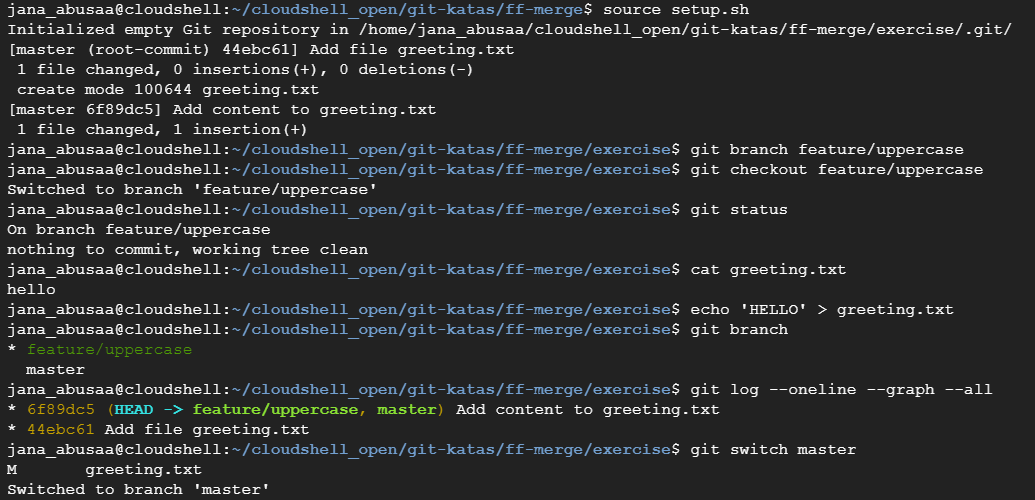 jana_abusaa@cloudshell:~/cloudshell_open/git-katas/ff-merge$ source setup.sh
Initialized empty Git repository in /home/jana_abusaa/cloudshell_open/git-katas/ff-merge/exercise/.git/
[master (root-commit) 44ebc61] Add file greeting.txt
 1 file changed, 0 insertions(+), 0 deletions(-)
 create mode 100644 greeting.txt
[master 6f89dc5] Add content to greeting.txt
 1 file changed, 1 insertion(+)
jana_abusaa@cloudshell:~/cloudshell_open/git-katas/ff-merge/exercise$ git branch feature/uppercase
jana_abusaa@cloudshell:~/cloudshell_open/git-katas/ff-merge/exercise$ git checkout feature/uppercase
Switched to branch 'feature/uppercase'
jana_abusaa@cloudshell:~/cloudshell_open/git-katas/ff-merge/exercise$ git status
On branch feature/uppercase
nothing to commit, working tree clean
jana_abusaa@cloudshell:~/cloudshell_open/git-katas/ff-merge/exercise$ cat greeting.txt
hello
jana_abusaa@cloudshell:~/cloudshell_open/git-katas/ff-merge/exercise$ echo 'HELLO' > greeting.txt
jana_abusaa@cloudshell:~/cloudshell_open/git-katas/ff-merge/exercise$ git branch
* feature/uppercase
  master
jana_abusaa@cloudshell:~/cloudshell_open/git-katas/ff-merge/exercise$ git log --oneline --graph --all
* 6f89dc5 (HEAD -> feature/uppercase, master) Add content to greeting.txt
* 44ebc61 Add file greeting.txt
jana_abusaa@cloudshell:~/cloudshell_open/git-katas/ff-merge/exercise$ git switch master
M       greeting.txt
Switched to branch 'master'